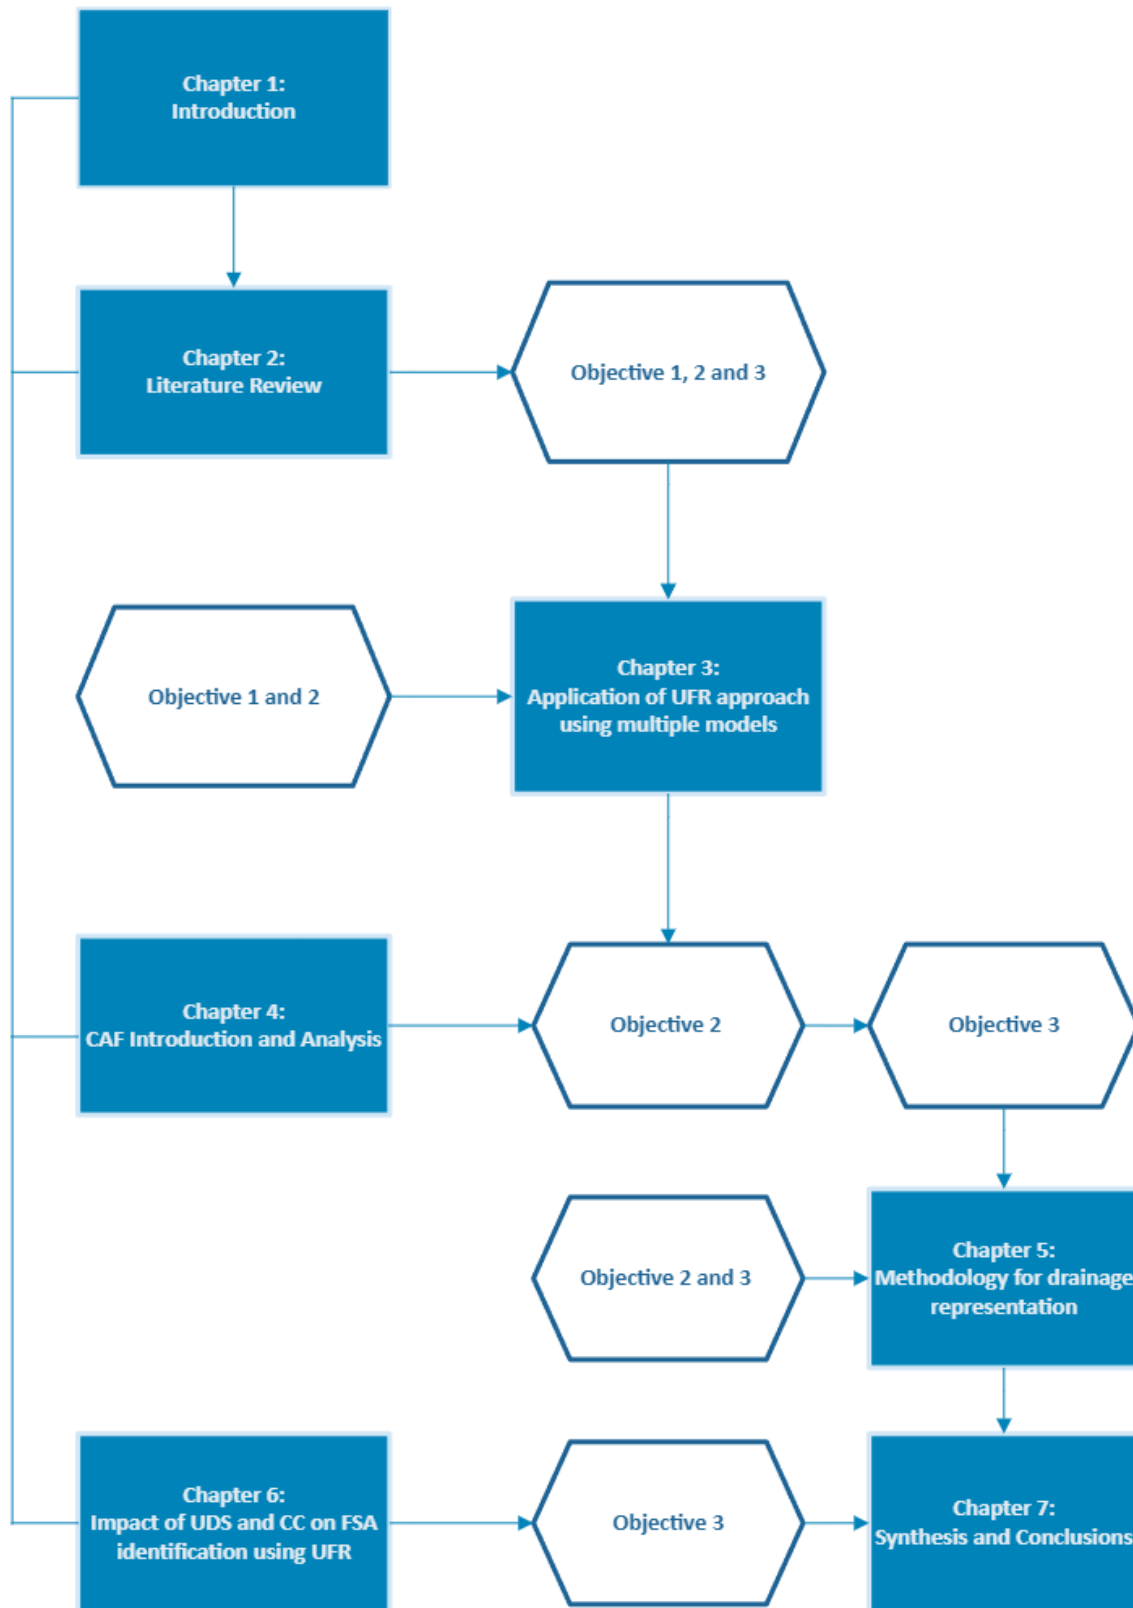 Chapter 1:
Introduction
Chapter 2:
Literature Review
Objective 1, 2 and 3
Objective 1 and 2
Chapter 3:
Application of UFR approach
using multiple models
Chapter 4:
CAF Introduction and Analysis
Objective 2
Objective 3
Objective 2 and 3
Chapter 5:
Methodology for drainage
representation
Chapter 6:
Impact of UDS and CC on FSA
identification using UFR
Objective 3
Chapter 7:
Synthesis and Conclusions